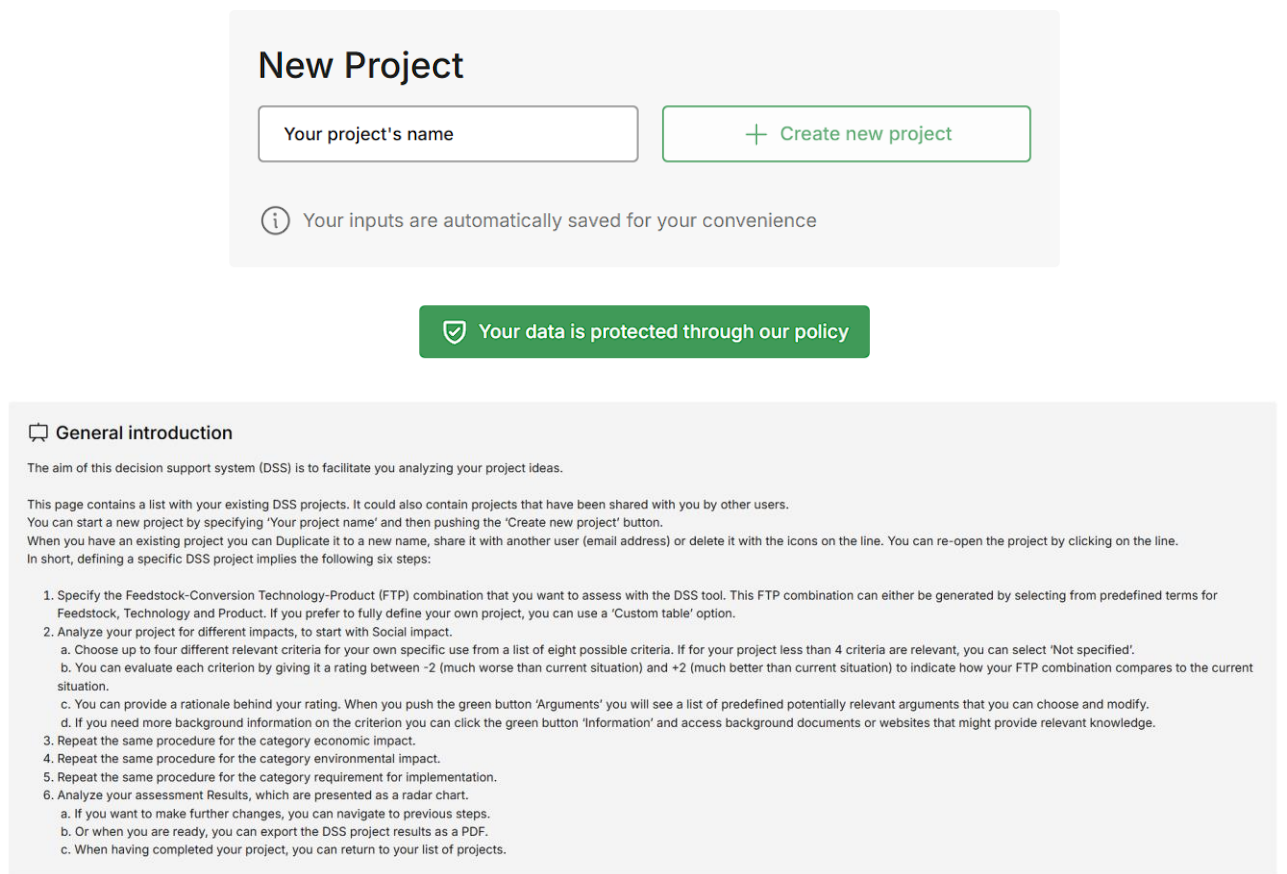 New Project
Your project's name
Create new project
Your inputs are automatically saved for your convenience
Your data is protected through our policy
General introduction
The aim of this decision support system (DSS) is to facilitate you analyzing your project ideas.
This page contains a list with your existing DSS projects. It could also contain projects that have been shared with you by other users.
You can start a new project by specifying ‘Your project name’ and then pushing the ‘Create new project’ button.
When you have an existing project you can Duplicate it to a new name, share it with another user (email address) or delete it with the icons on the line. You can re-open the project by clicking on the line.
In short, defining a specific DSS project implies the following six steps:
1. Specify the Feedstock-Conversion Technology-Product (FTP) combination that you want to assess with the DSS tool. This FTP combination can either be generated by selecting from predefined terms for
Feedstock, Technology and Product. If you prefer to fully define your own project, you can use a ‘Custom table’ option.
2. Analyze your project for different impacts, to start with Social impact.
a. Choose up to four different relevant criteria for your own specific use from a list of eight possible criteria. If for your project less than 4 criteria are relevant, you can select ‘Not specified’.
b. You can evaluate each criterion by giving it a rating between -2 (much worse than current situation) and +2 (much better than current situation) to indicate how your FTP combination compares to the current
situation.
c. You can provide a rationale behind your rating. When you push the green button ‘Arguments’ you will see a list of predefined potentially relevant arguments that you can choose and modify.
d. If you need more background information on the criterion you can click the green button ‘Information’ and access background documents or websites that might provide relevant knowledge.
3. Repeat the same procedure for the category economic impact.
4. Repeat the same procedure for the category environmental impact.
5. Repeat the same procedure for the category requirement for implementation.
6. Analyze your assessment Results, which are presented as a radar chart.
a. If you want to make further changes, you can navigate to previous steps.
b. Or when you are ready, you can export the DSS project results as a PDF.
c. When having completed your project, you can return to your list of projects.